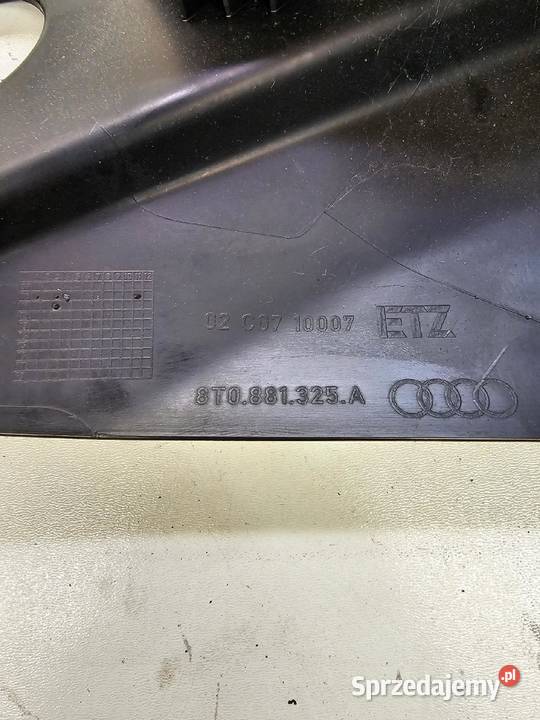 02 C07 10007 ETZ
8T0.881.325.A
Sprzedajemy.pl